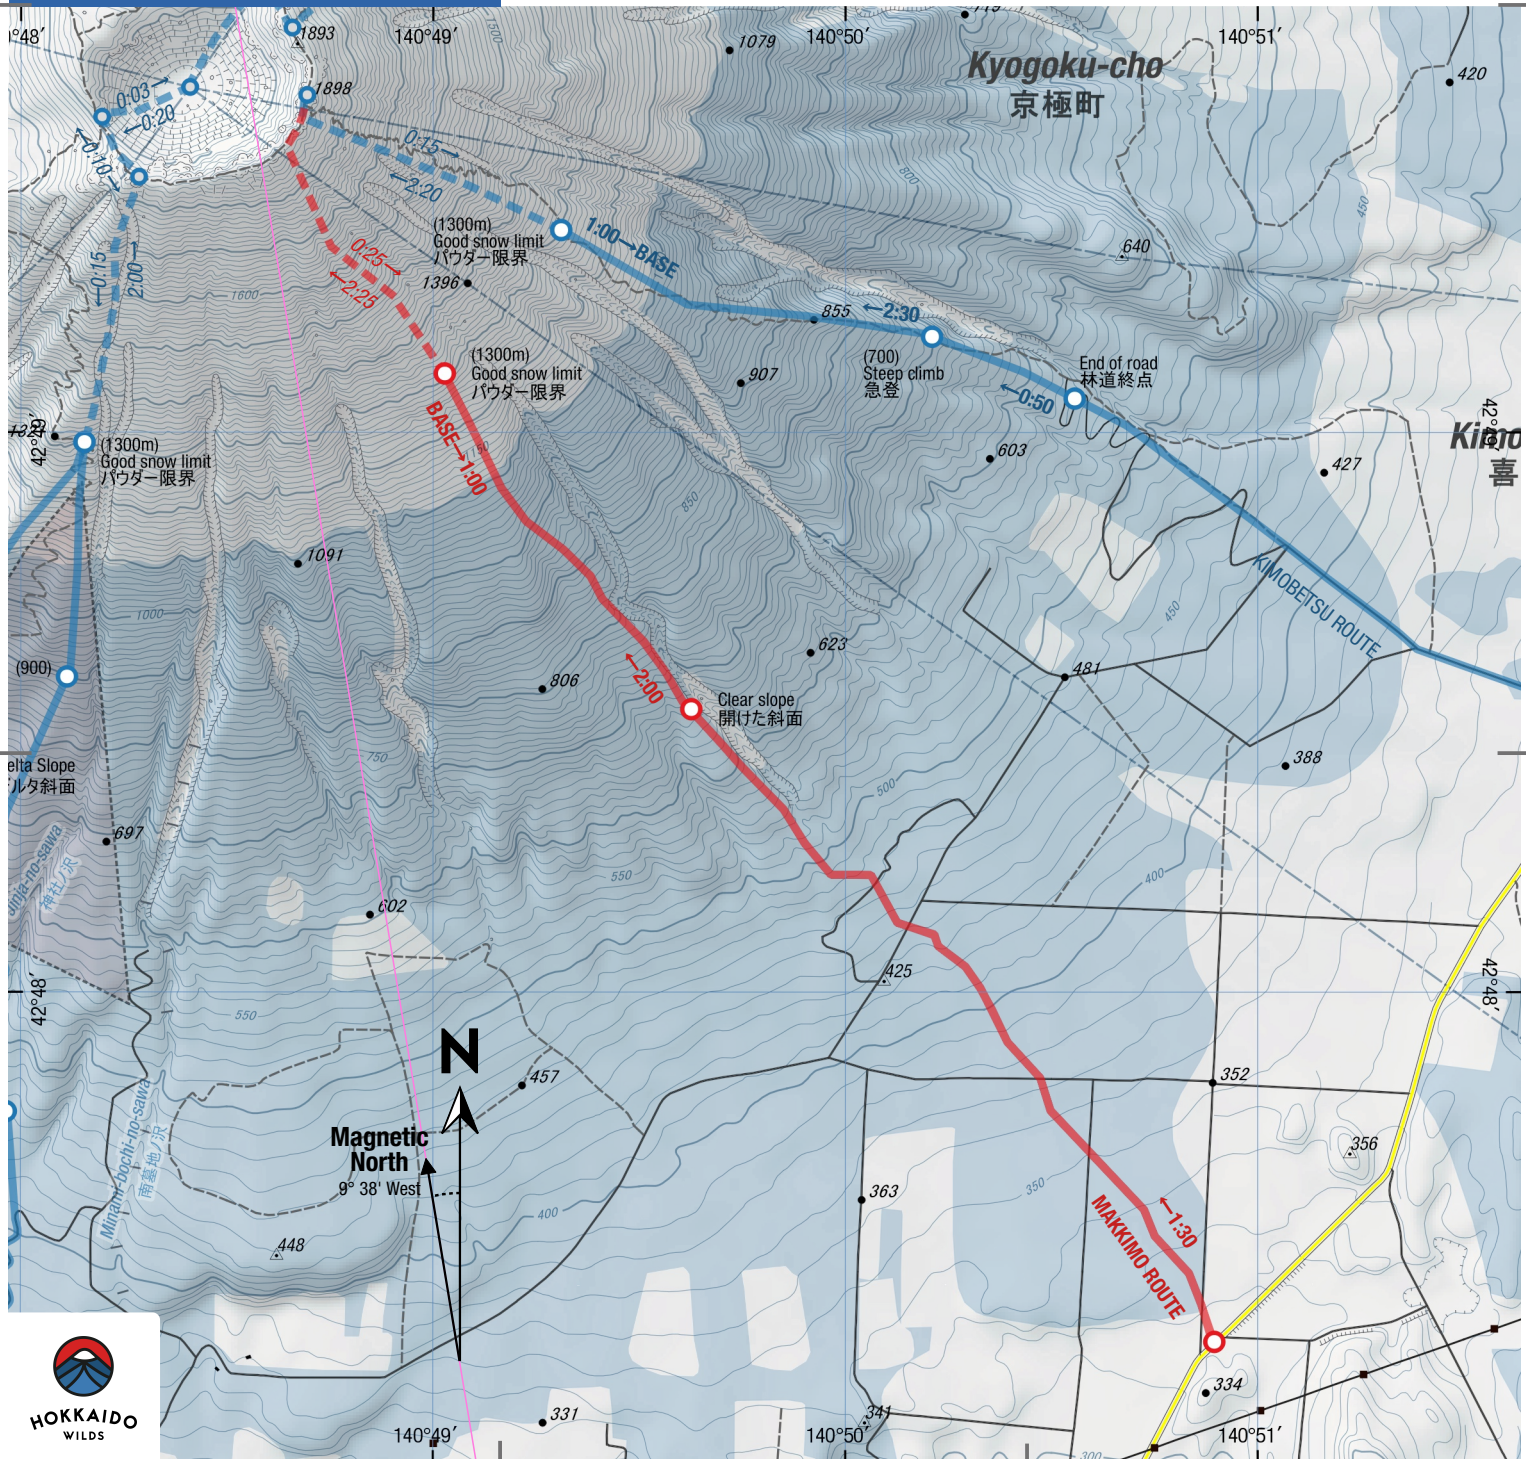 140°49'
140°50'
140°51'
1893
1898
1500
1079
Kyogoku-cho
京極町
420
0:03→
←0:20
←0:10→
0:15→
←2:20
800
450
640
(1300m)
Good snow limit
パウダー限界
1396
1:00→BASE
←0:15
2:00→
0:25→
←2:25
1600
855
←2:30
(700)
Steep climb
急登
End of road
林道終点
←0:50
(1300m)
Good snow limit
パウダー限界
907
BASE→1:00
603
427
42°49'
(1300m)
Good snow limit
パウダー限界
850
1091
1000
KIMOBETSU ROUTE
450
623
481
(900)
806
←2:00
Clear slope
開けた斜面
750
388
500
697
神社ノ沢
550
400
602
425
42°48'
42°48'
550
N
457
352
Magnetic
North
9° 38' West
Minami-bochi-no-sawa
南墓地ノ沢
356
363
350
400
448
←1:30
MAKKIMO ROUTE
334
331
341
HOKKAIDO
WILDS
140°49'
140°50'
140°51'
300